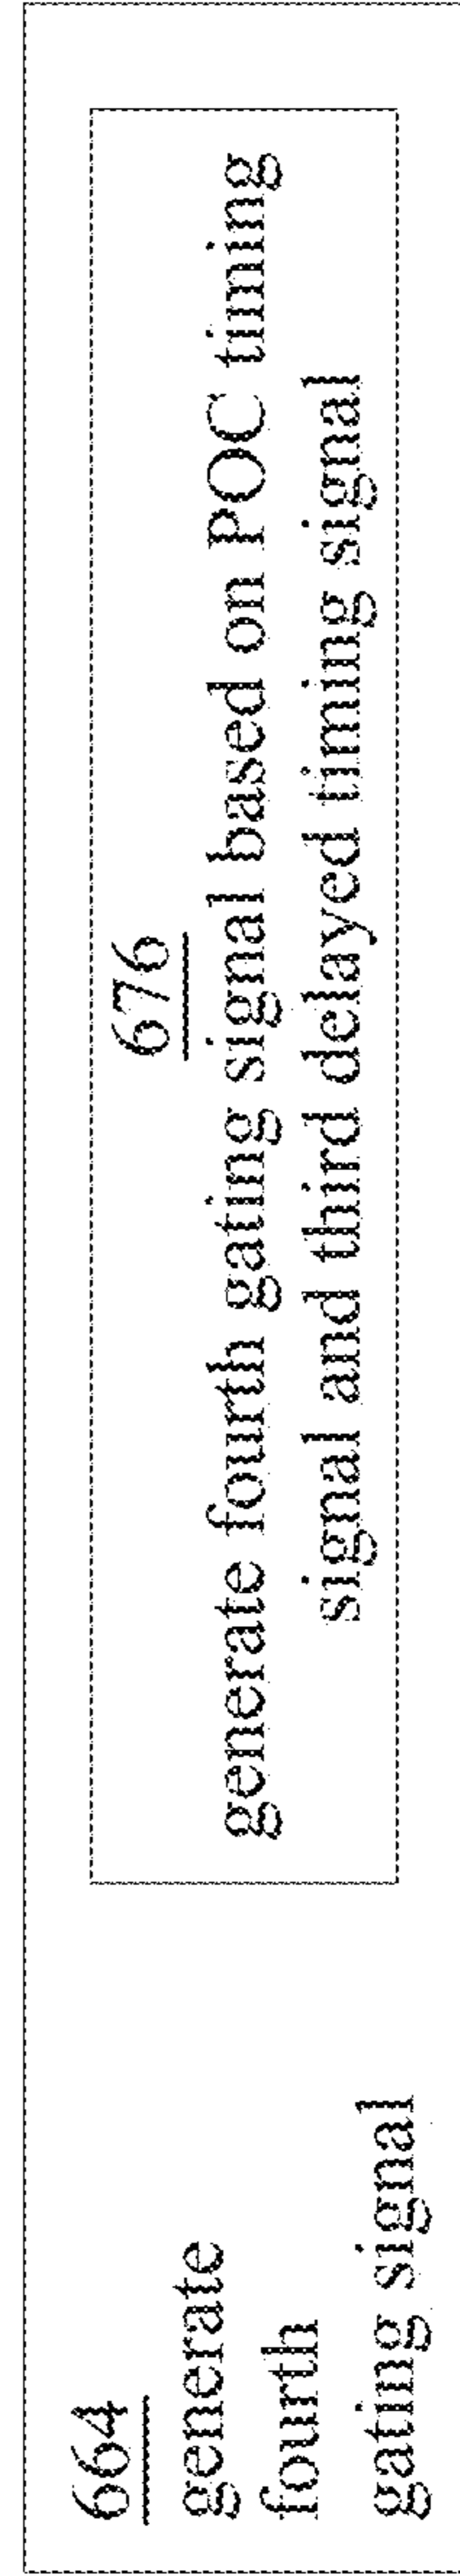 664
generate
fourth
gating signal
676
generate fourth gating signal based on POC timing
signal and third delayed timing signal